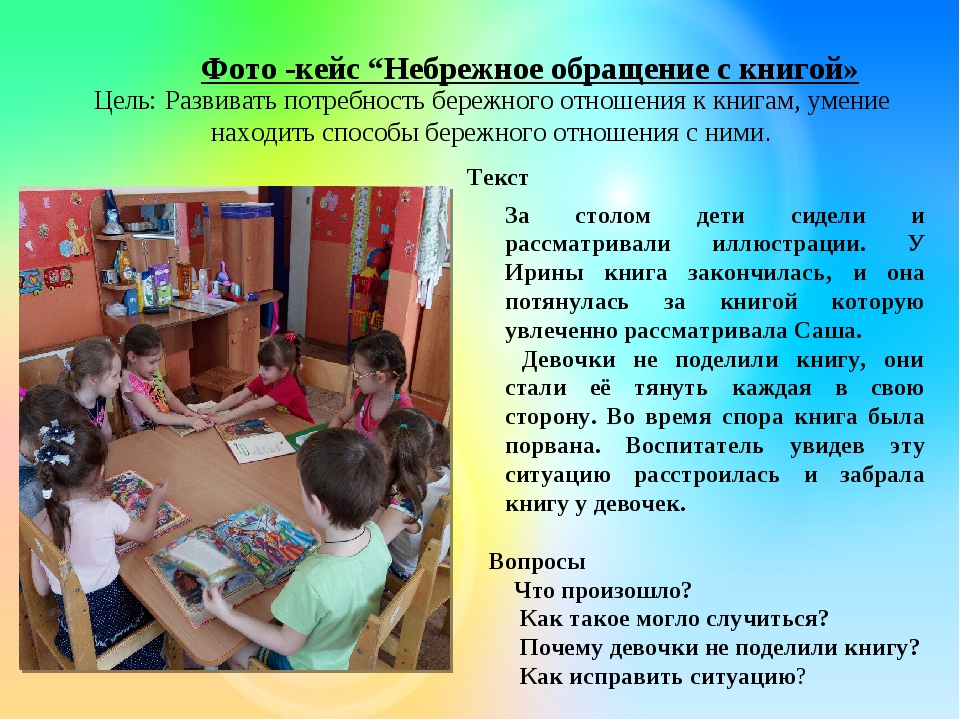 Фото -кейс “Небрежное обращение с книгой»
Цель: Развивать потребность бережного отношения к книгам, умение
находить способы бережного отношения с ними.
Текст
За столом дети сидели и
рассматривали иллюстрации. У
Ирины книга закончилась, и она
потянулась за книгой которую
увлеченно рассматривала Саша.
Девочки не поделили книгу, они
стали её тянуть каждая в свою
сторону. Во время спора книга была
порвана. Воспитатель увидев эту
ситуацию расстроилась и забрала
книгу у девочек.
Вопросы
Что произошло?
Как такое могло случиться?
Почему девочки не поделили книгу?
Как исправить ситуацию?